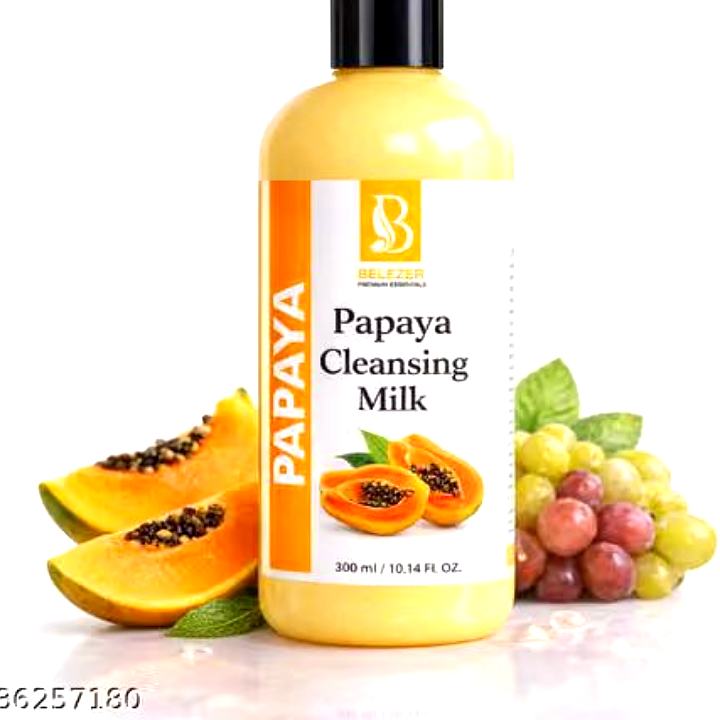 B
BELEZER
PREMIUM ESSENTIALS
PAPAYA
Papaya
Cleansing
Milk
300 ml / 10.14 FL OZ.
36257180